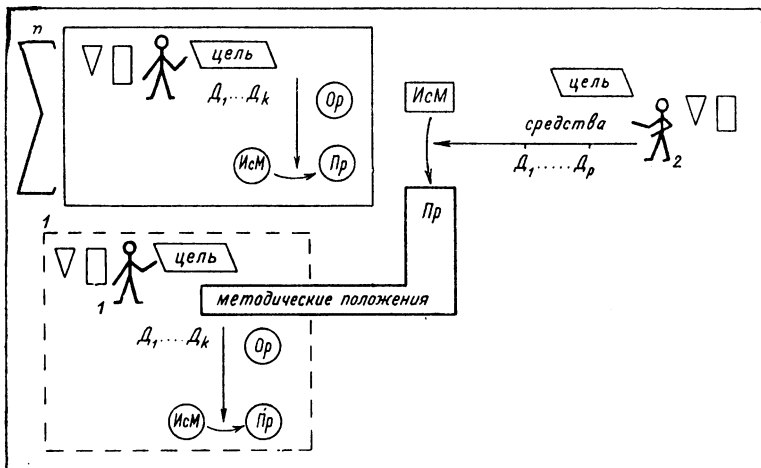 n
цель
Д₁...Дₖ
Ор
ИсМ
Пр
1
ИсМ
цель
средства
Д₁.....Дₚ
2
Пр
цель
1
методические положения
Д₁....Дₖ
Ор
ИсМ
Пр